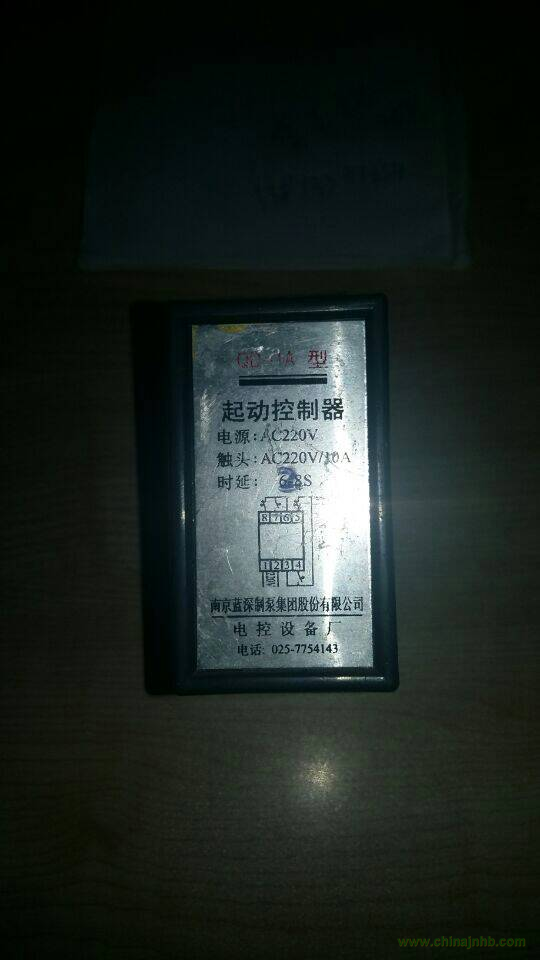 型
起动控制器
电源:AC220V
触头:AC220V/10A
时延: 6-8S
8 7 6 5
1 2 3 4
南京蓝深制泵集团股份有限公司
电控设备厂
电话: 025-7754143
www.chinajnhb.com